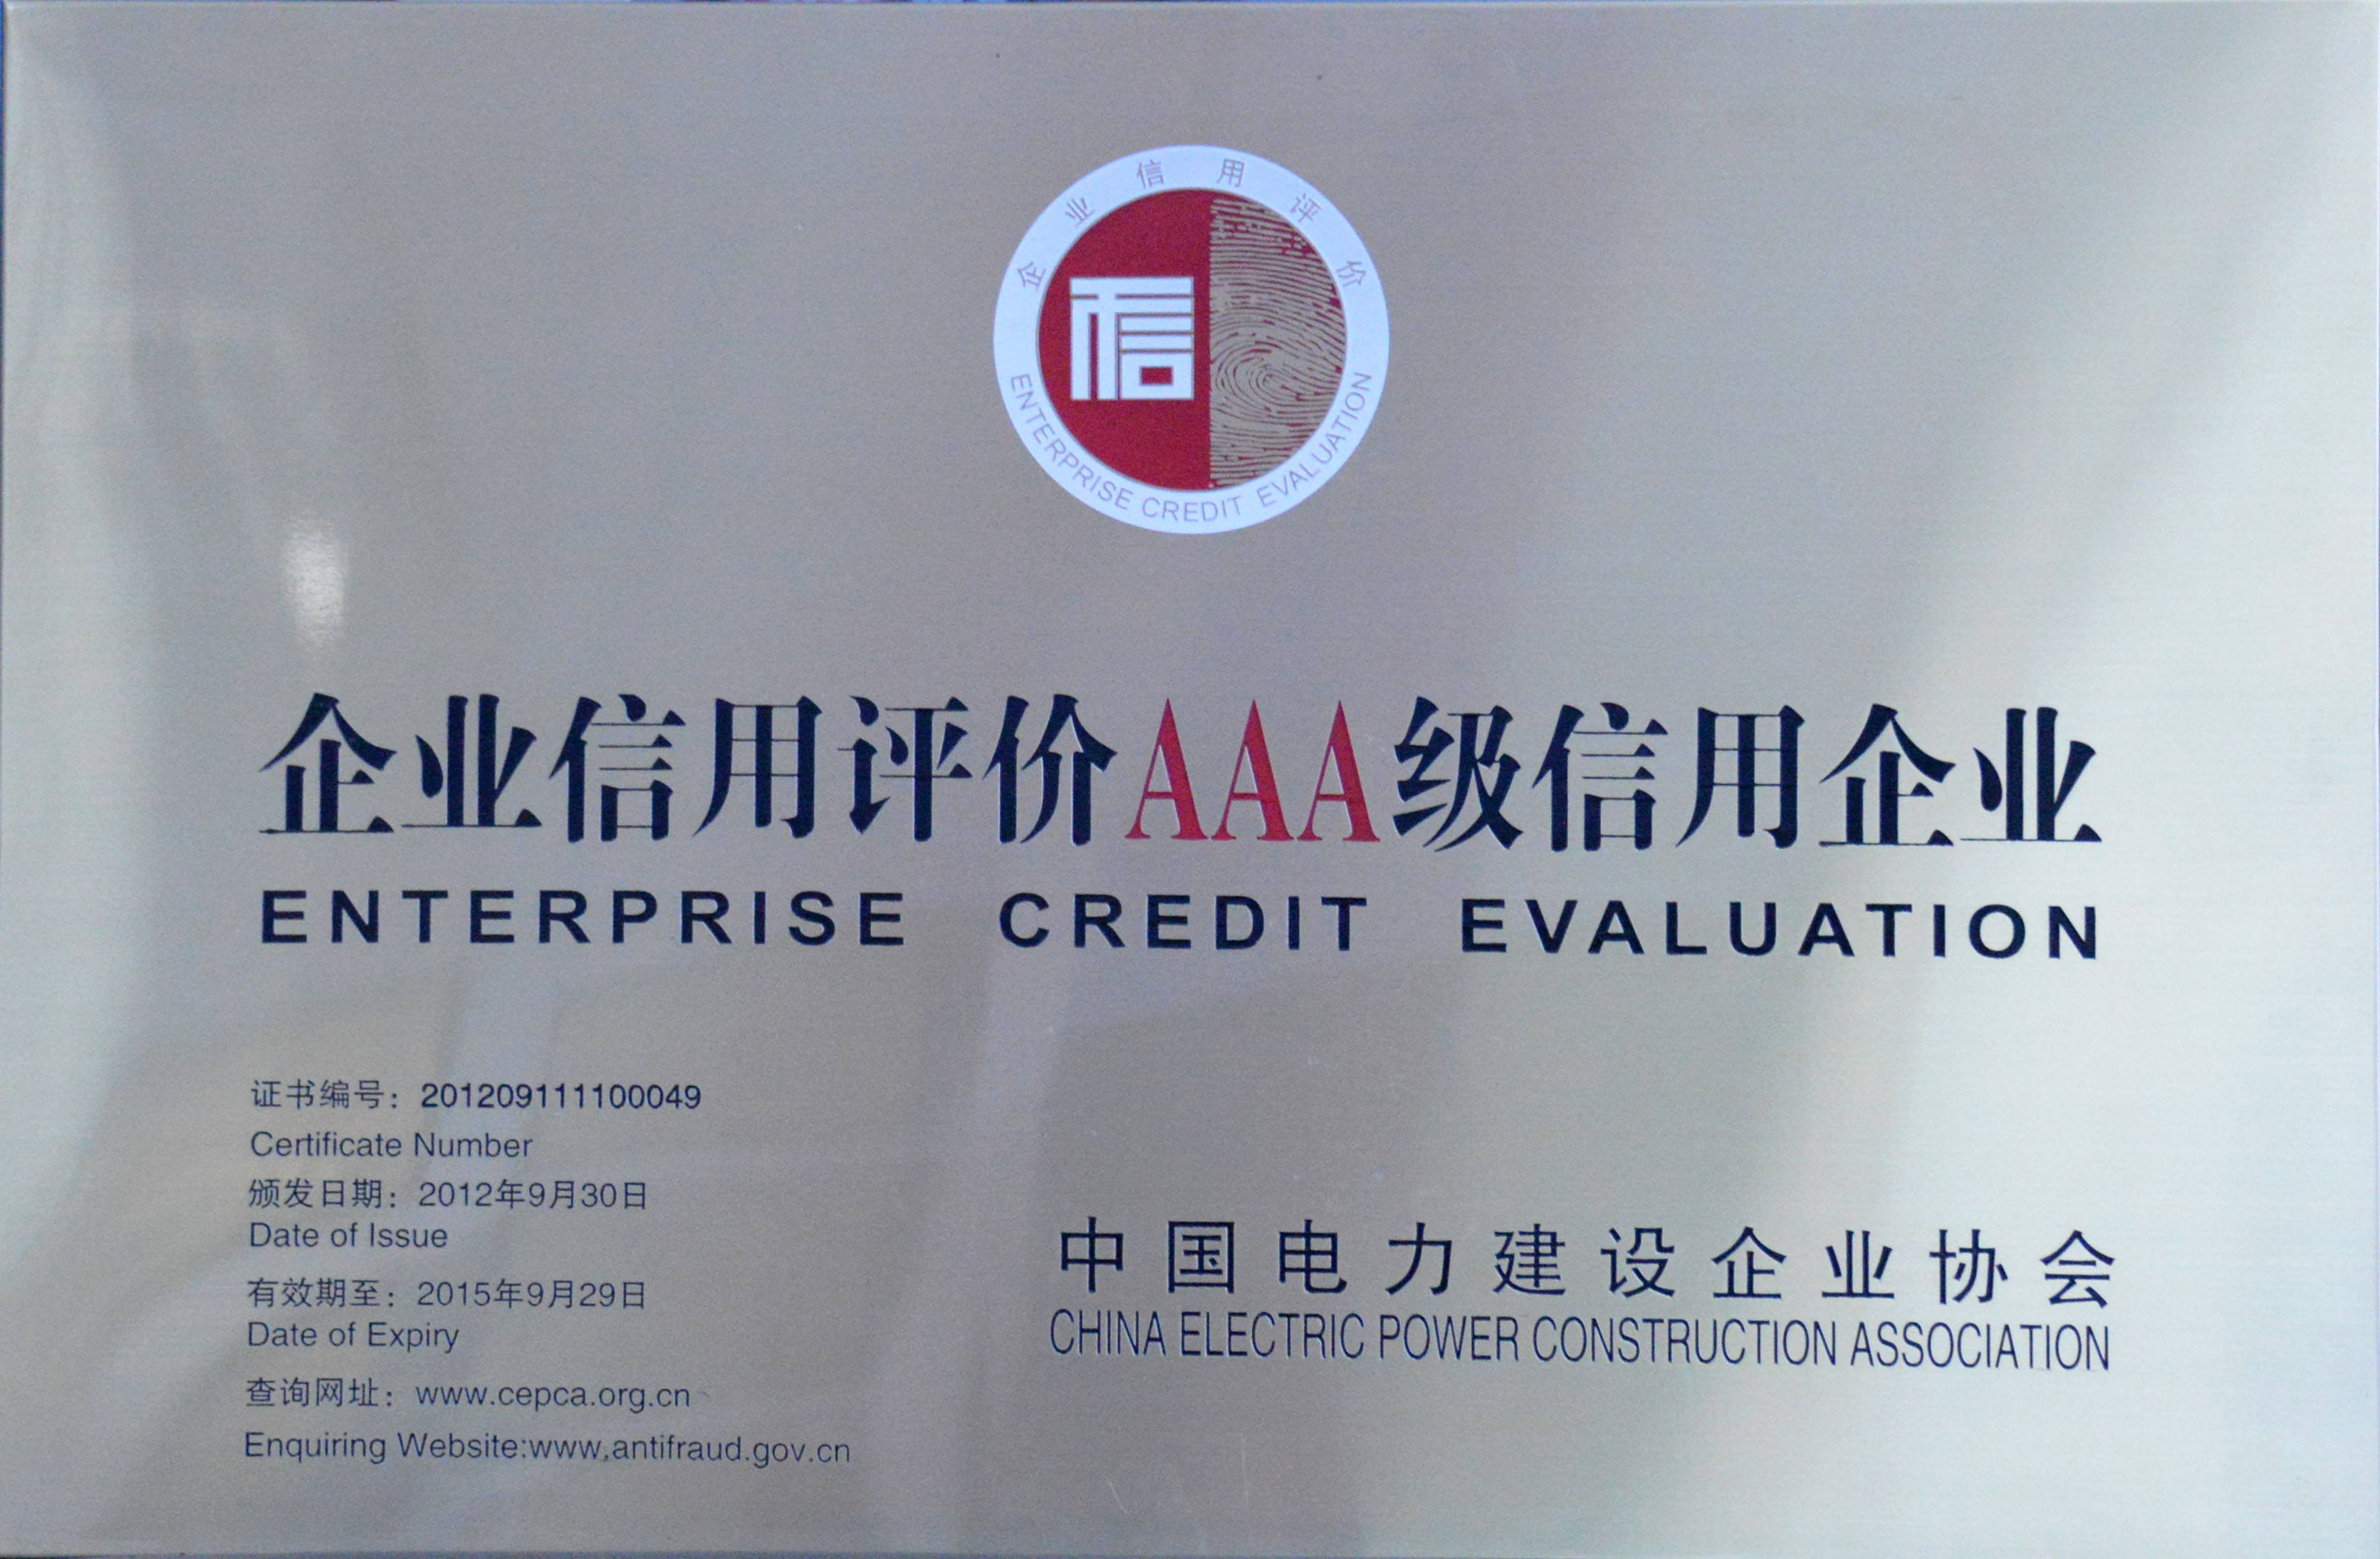 企业信用评价
信
ENTERPRISE CREDIT EVALUATION
企业信用评价AAA级信用企业
ENTERPRISE CREDIT EVALUATION
证书编号：201209111100049
Certificate Number
颁发日期：2012年9月30日
Date of Issue
有效期至：2015年9月29日
Date of Expiry
查询网址：www.cepca.org.cn
Enquiring Website:www,antifraud.gov.cn
中国电力建设企业协会
CHINA ELECTRIC POWER CONSTRUCTION ASSOCIATION